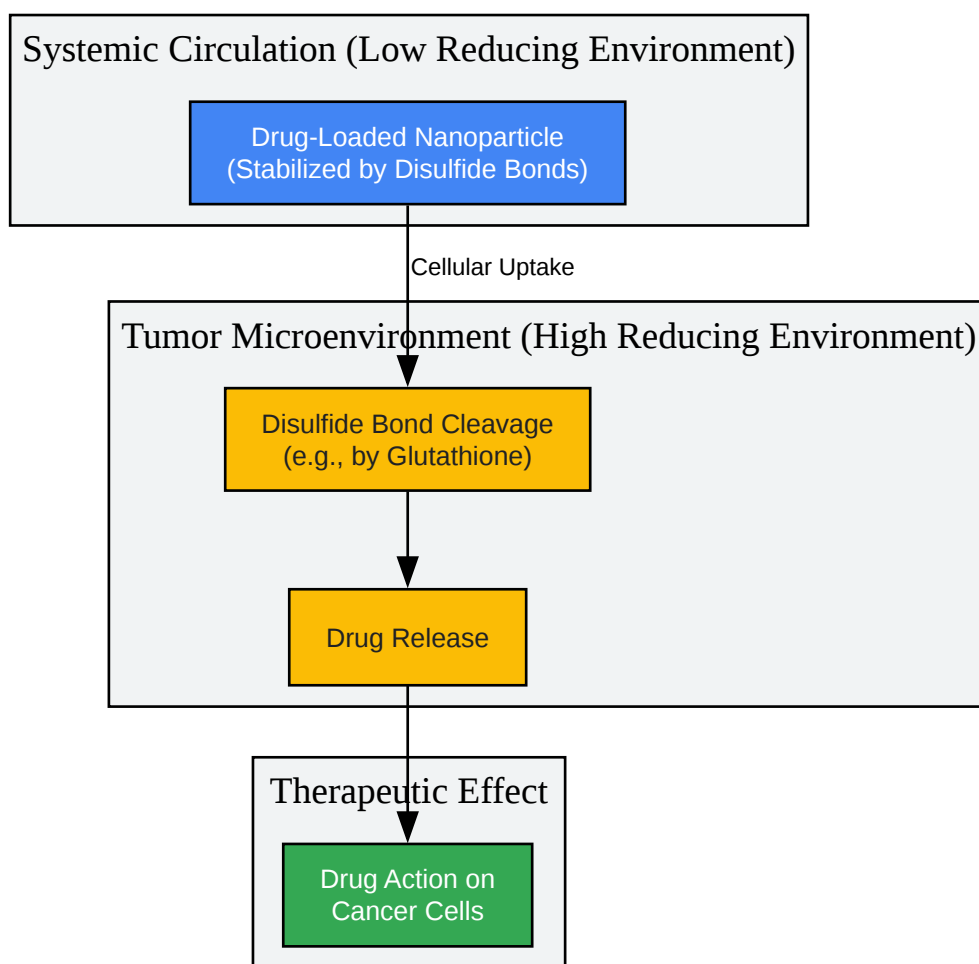 Systemic Circulation (Low Reducing Environment)
Drug-Loaded Nanoparticle
(Stabilized by Disulfide Bonds)
Cellular Uptake
Tumor Microenvironment (High Reducing Environment)
Disulfide Bond Cleavage
(e.g., by Glutathione)
Drug Release
Therapeutic Effect
Drug Action on
Cancer Cells